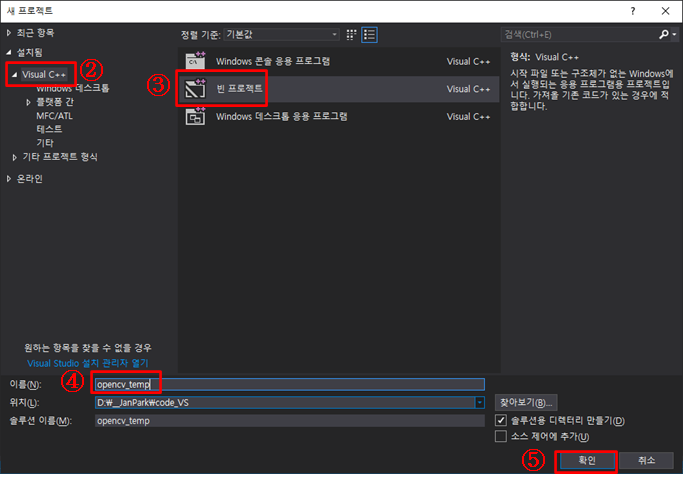 새 프로젝트
? ×
▷ 최근 항목
◢ 설치됨
◢ Visual C++ ②
Windows 데스크톱
▷ 플랫폼 간
MFC/ATL
테스트
기타
▷ 기타 프로젝트 형식
▷ 온라인
원하는 항목을 찾을 수 없을 경우
Visual Studio 설치 관리자 열기
정렬 기준: 기본값
Windows 콘솔 응용 프로그램 Visual C++
③ 빈 프로젝트 Visual C++
Windows 데스크톱 응용 프로그램 Visual C++
검색(Ctrl+E)
형식: Visual C++
시작 파일 또는 구조체가 없는 Windows에
서 실행되는 응용 프로그램용 프로젝트입
니다. 가져올 기존 코드가 있는 경우에 적
합합니다.
이름(N): ④ opencv_temp
위치(L): D:₩__JanPark₩code_VS
찾아보기(B)...
솔루션 이름(M): opencv_temp
솔루션용 디렉터리 만들기(D)
소스 제어에 추가(U)
⑤ 확인 취소